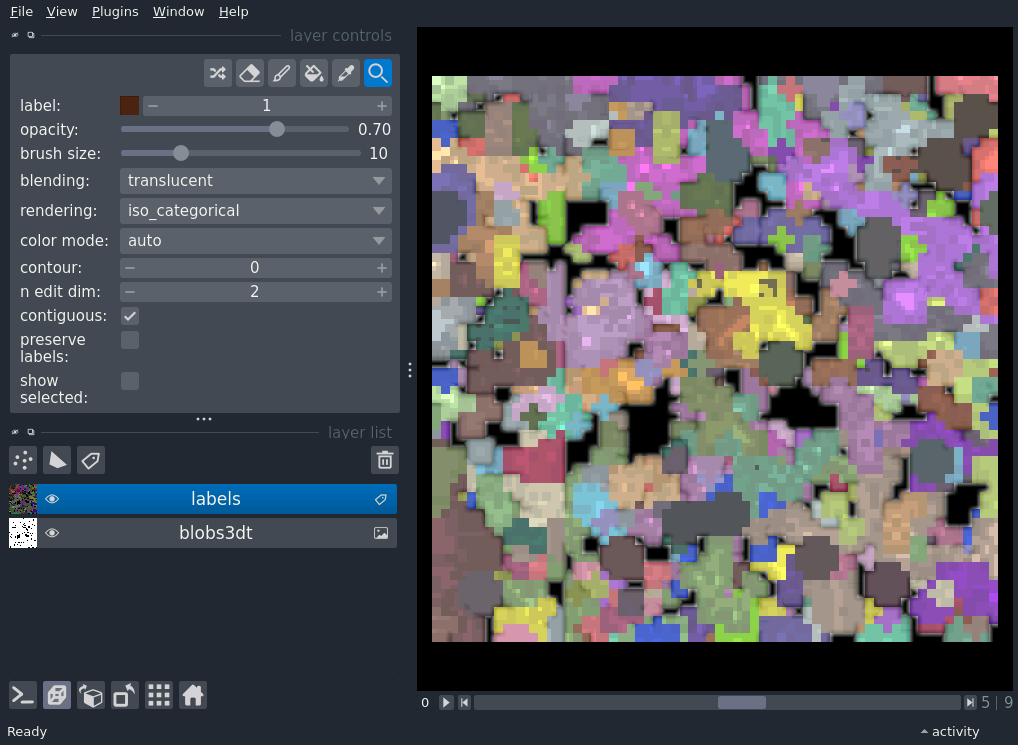 File View Plugins Window Help
layer controls
label: 1
opacity: 0.70
brush size: 10
blending: translucent
rendering: iso_categorical
color mode: auto
contour: 0
n edit dim: 2
contiguous:
preserve
labels:
show
selected:
layer list
labels
blobs3dt
0 5 | 9
Ready activity